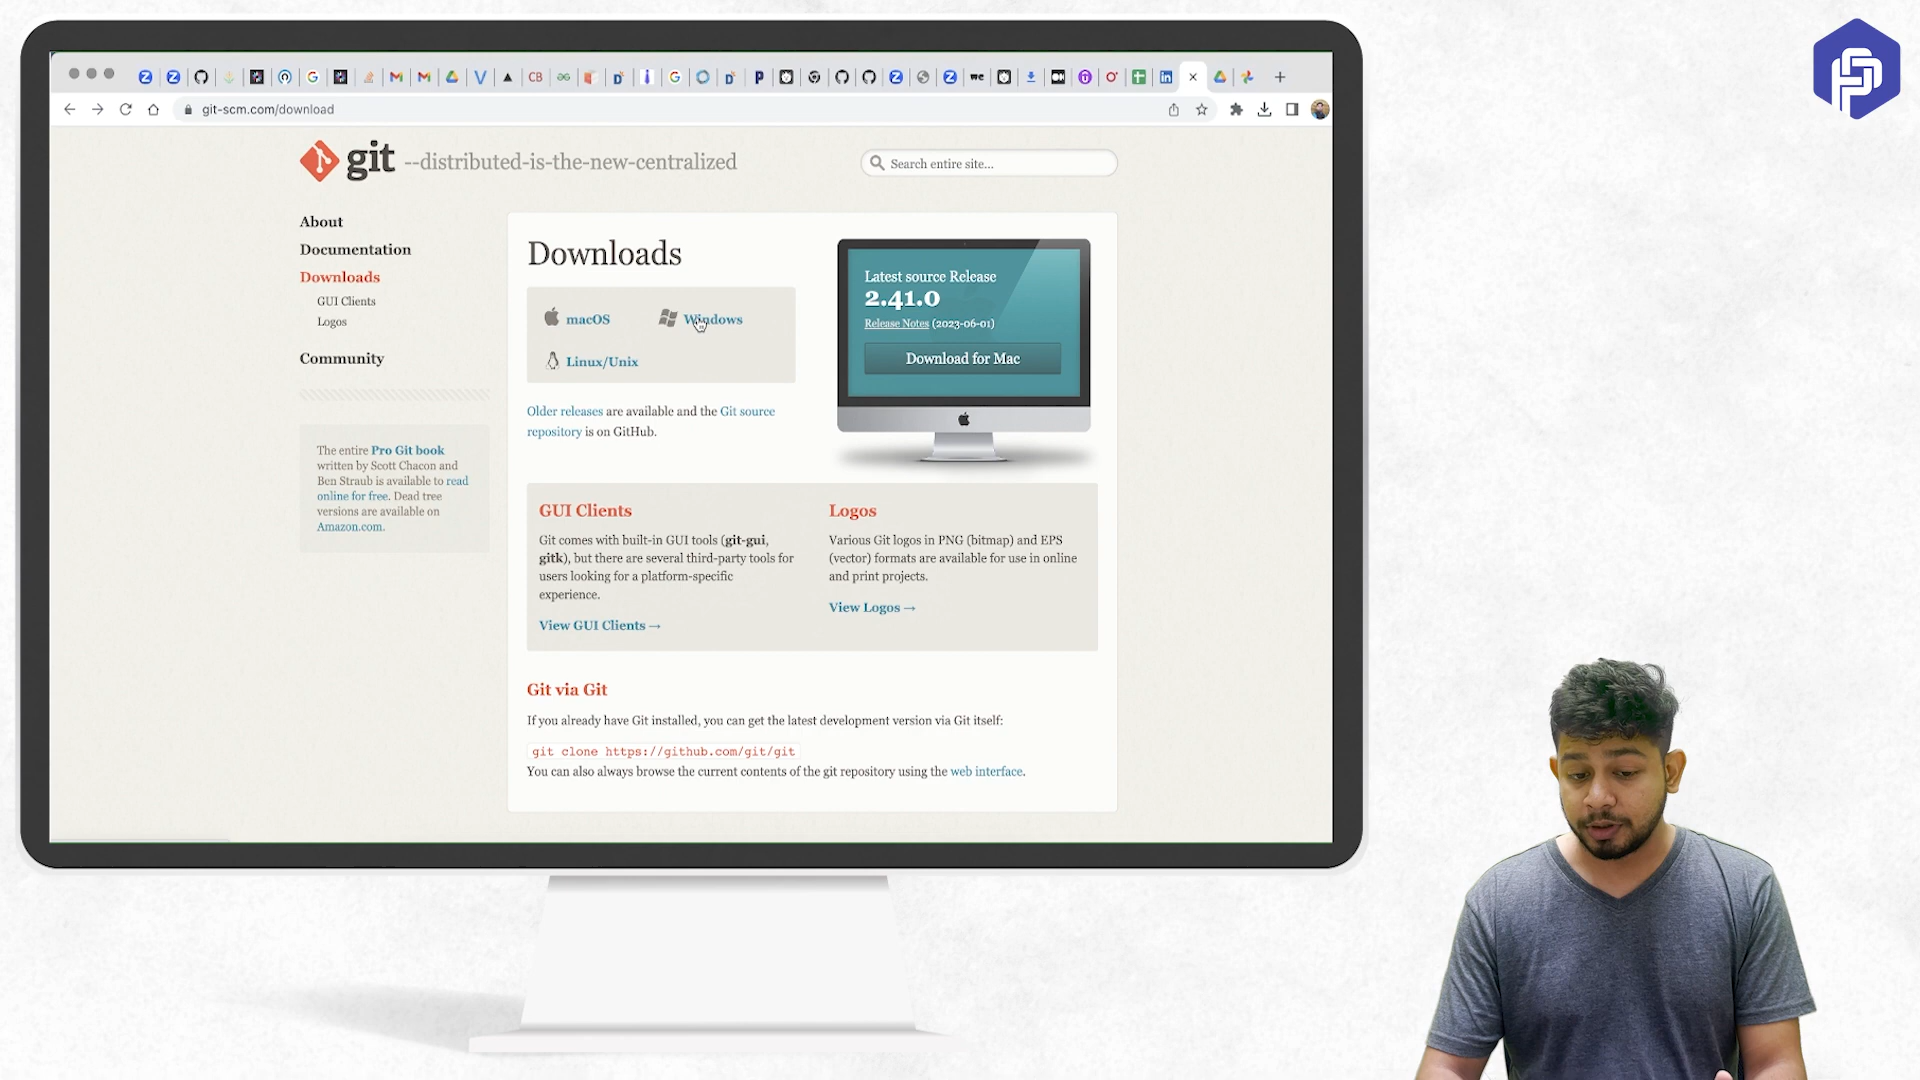 CB
we
git-scm.com/download
git --distributed-is-the-new-centralized
Search entire site...
About
Documentation
Downloads
GUI Clients
Logos
Community
The entire Pro Git book
written by Scott Chacon and
Ben Straub is available to read
online for free. Dead tree
versions are available on
Amazon.com.
Downloads
macOS
Windows
Linux/Unix
Older releases are available and the Git source
repository is on GitHub.
Latest source Release
2.41.0
Release Notes (2023-06-01)
Download for Mac
GUI Clients
Git comes with built-in GUI tools (git-gui,
gitk), but there are several third-party tools for
users looking for a platform-specific
experience.
View GUI Clients →
Logos
Various Git logos in PNG (bitmap) and EPS
(vector) formats are available for use in online
and print projects.
View Logos →
Git via Git
If you already have Git installed, you can get the latest development version via Git itself:
git clone https://github.com/git/git
You can also always browse the current contents of the git repository using the web interface.